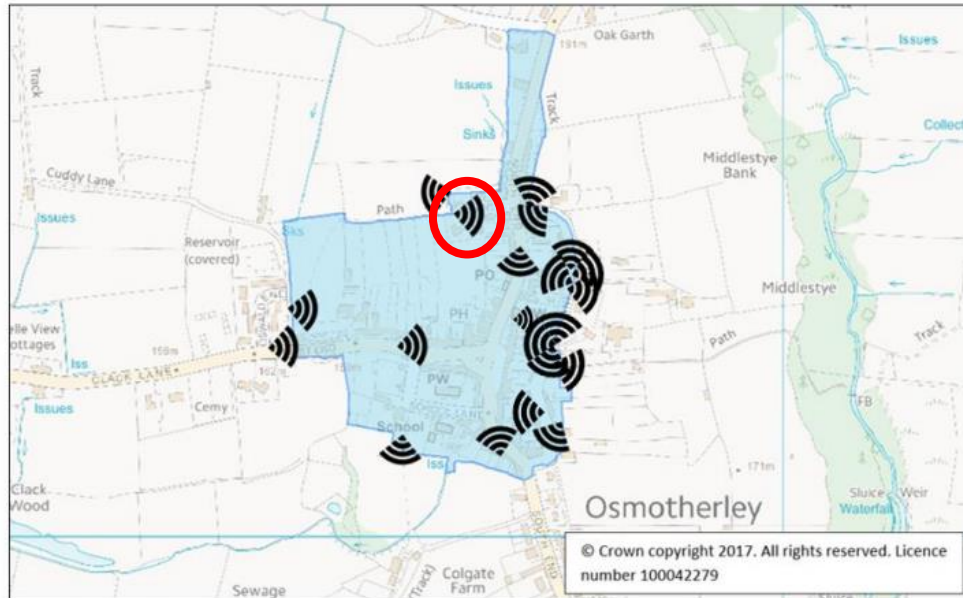 Oak Garth
191m
Issues
Issues
Track
Track
Sinks
Collect
Middlestye
Bank
Cuddy Lane
Path
Issues
Sks
Reservoir
(covered)
PO
Middlestye
PH
elle View
ottages
Track
Path
Iss
159m
CLACK LANE
162m
PW
Cemy
FB
Issues
School
Iss
171m
Clack
Wood
Osmotherley
Sluice
Weir
Waterfall
© Crown copyright 2017. All rights reserved. Licence
number 100042279
Colgate
Farm
Track)
Sewage